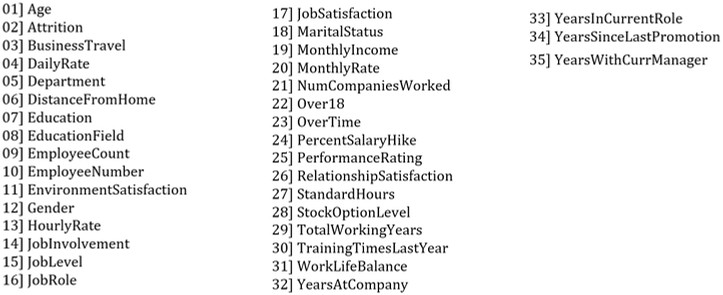 01] Age
02] Attrition
03] BusinessTravel
04] DailyRate
05] Department
06] DistanceFromHome
07] Education
08] EducationField
09] EmployeeCount
10] EmployeeNumber
11] EnvironmentSatisfaction
12] Gender
13] HourlyRate
14] JobInvolvement
15] JobLevel
16] JobRole
17] JobSatisfaction
18] MaritalStatus
19] MonthlyIncome
20] MonthlyRate
21] NumCompaniesWorked
22] Over18
23] OverTime
24] PercentSalaryHike
25] PerformanceRating
26] RelationshipSatisfaction
27] StandardHours
28] StockOptionLevel
29] TotalWorkingYears
30] TrainingTimesLastYear
31] WorkLifeBalance
32] YearsAtCompany
33] YearsInCurrentRole
34] YearsSinceLastPromotion
35] YearsWithCurrManager